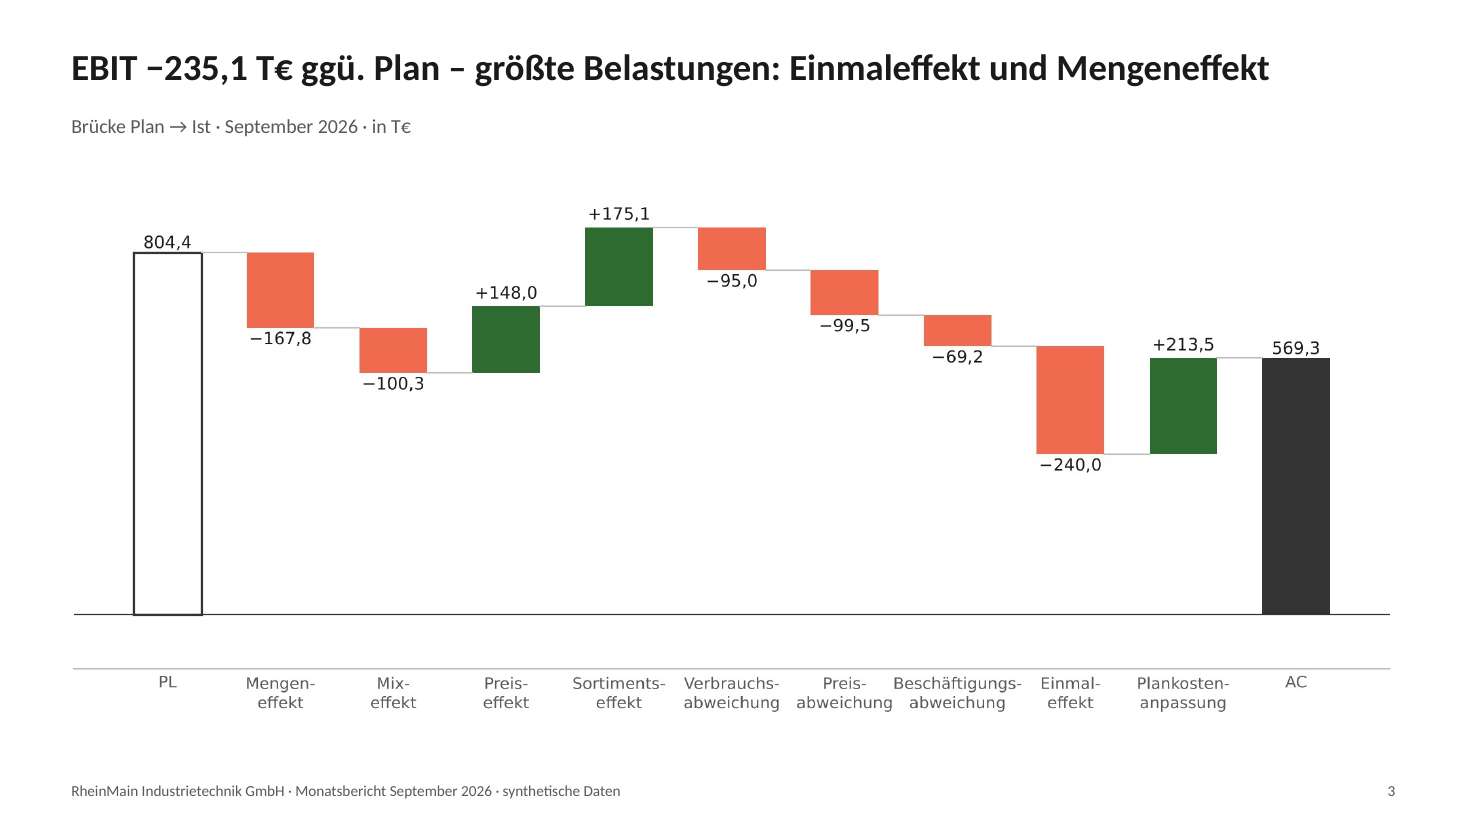 EBIT −235,1 T€ ggü. Plan – größte Belastungen: Einmaleffekt und Mengeneffekt
Brücke Plan → Ist · September 2026 · in T€
804,4
−167,8
−100,3
+148,0
+175,1
−95,0
−99,5
−69,2
−240,0
+213,5
569,3
PL
Mengen-
effekt
Mix-
effekt
Preis-
effekt
Sortiments-
effekt
Verbrauchs-
abweichung
Preis-
abweichung
Beschäftigungs-
abweichung
Einmal-
effekt
Plankosten-
anpassung
AC
RheinMain Industrietechnik GmbH · Monatsbericht September 2026 · synthetische Daten
3